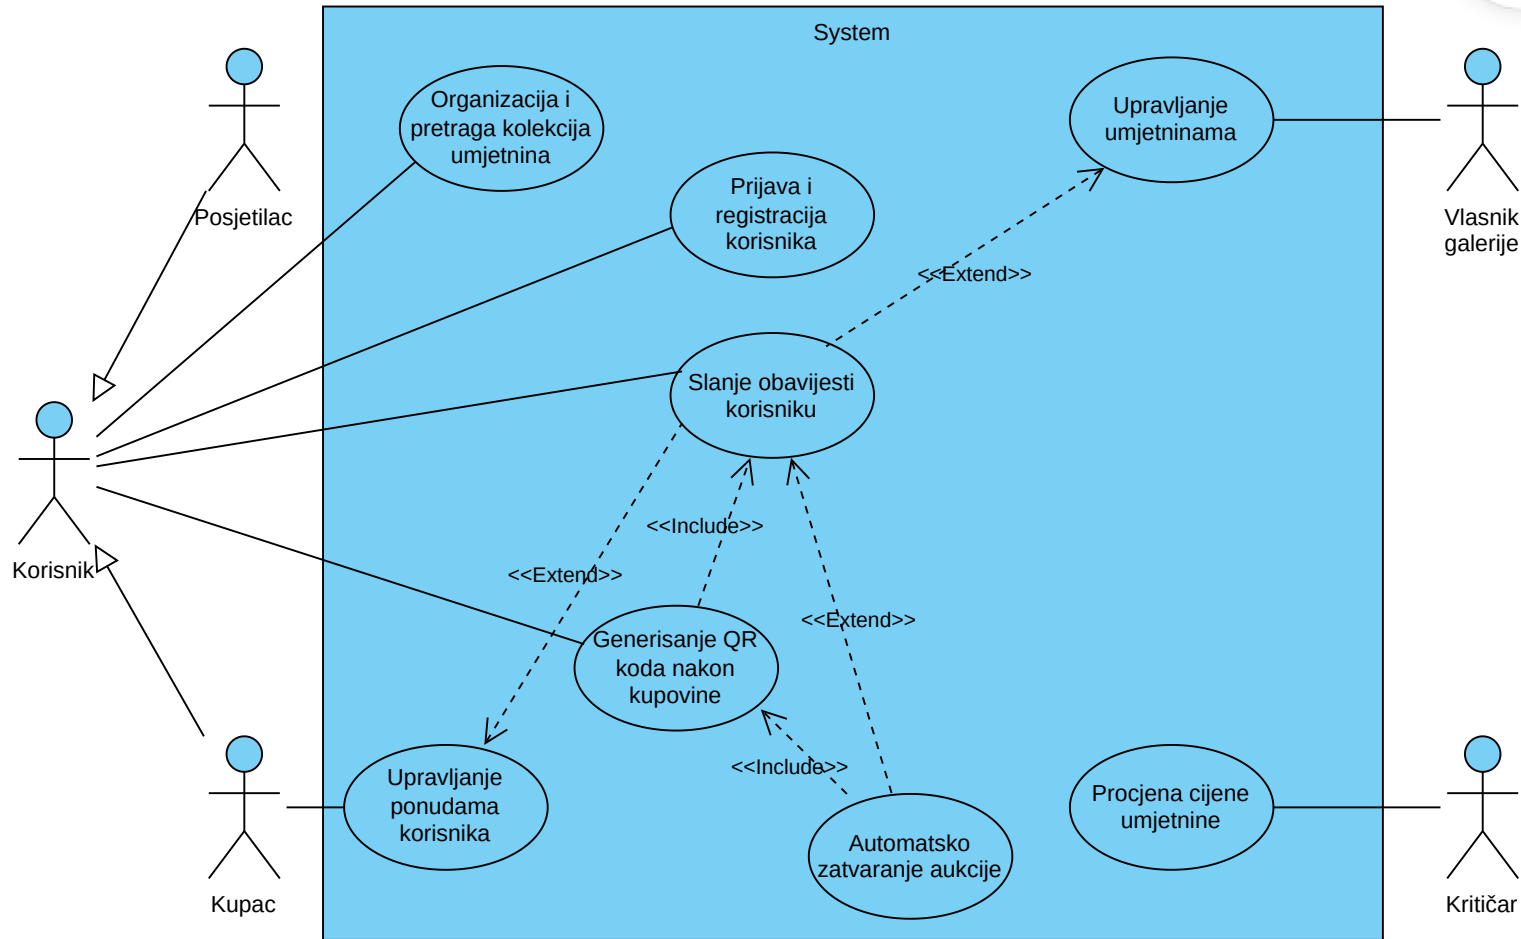 System
Organizacija i
pretraga kolekcija
umjetnina
Upravljanje
umjetninama
Posjetilac
Prijava i
registracija
korisnika
Vlasnik
galerije
<<Extend>>
Slanje obavijesti
korisniku
<<Include>>
Korisnik
<<Extend>>
<<Extend>>
Generisanje QR
koda nakon
kupovine
<<Include>>
Upravljanje
ponudama
korisnika
Procjena cijene
umjetnine
Automatsko
zatvaranje aukcije
Kupac
Kritičar